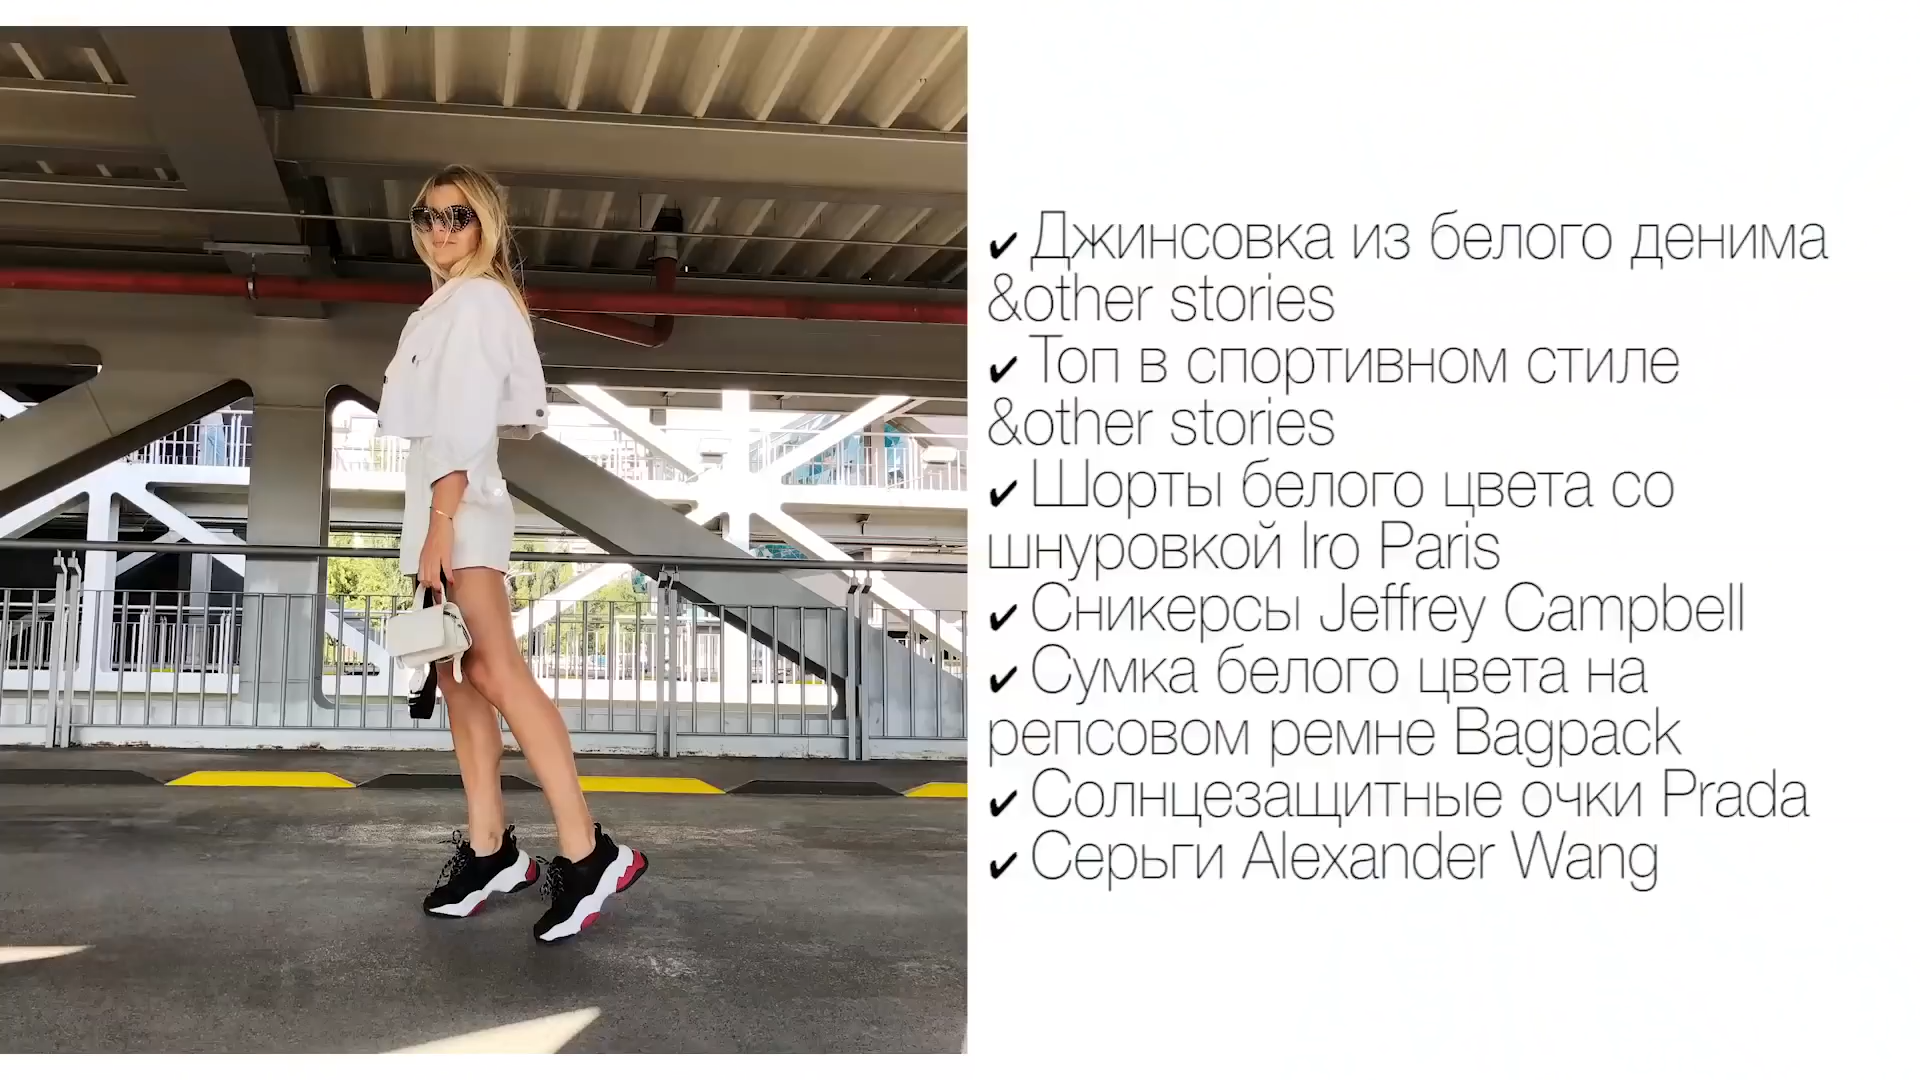 ✔ Джинсовка из белого денима
&other stories
✔ Топ в спортивном стиле
&other stories
✔ Шорты белого цвета со
шнуровкой Iro Paris
✔ Сникерсы Jeffrey Campbell
✔ Сумка белого цвета на
репсовом ремне Bagpack
✔ Солнцезащитные очки Prada
✔ Серьги Alexander Wang